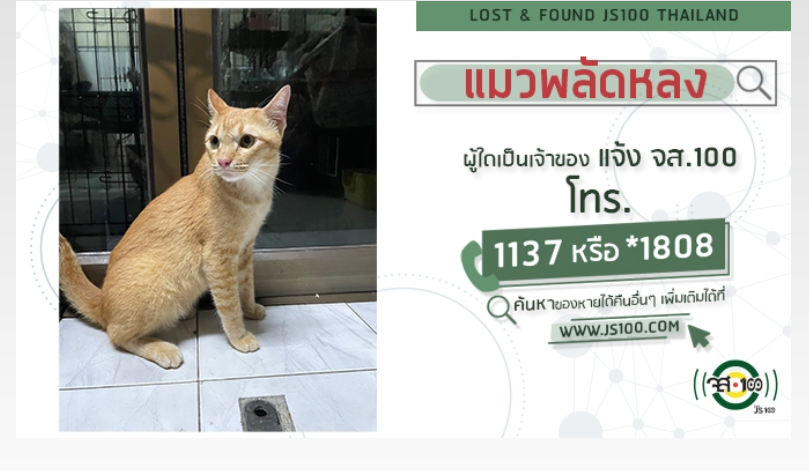 LOST & FOUND JS100 THAILAND
แมวพลัดหลง
ผู้ใดเป็นเจ้าของ แจ้ง จส.100
โทร.
1137 หรือ *1808
ค้นหาของหายได้คืนอื่นๆ เพิ่มเติมได้ที่
WWW.JS100.COM
จส•100
JS100